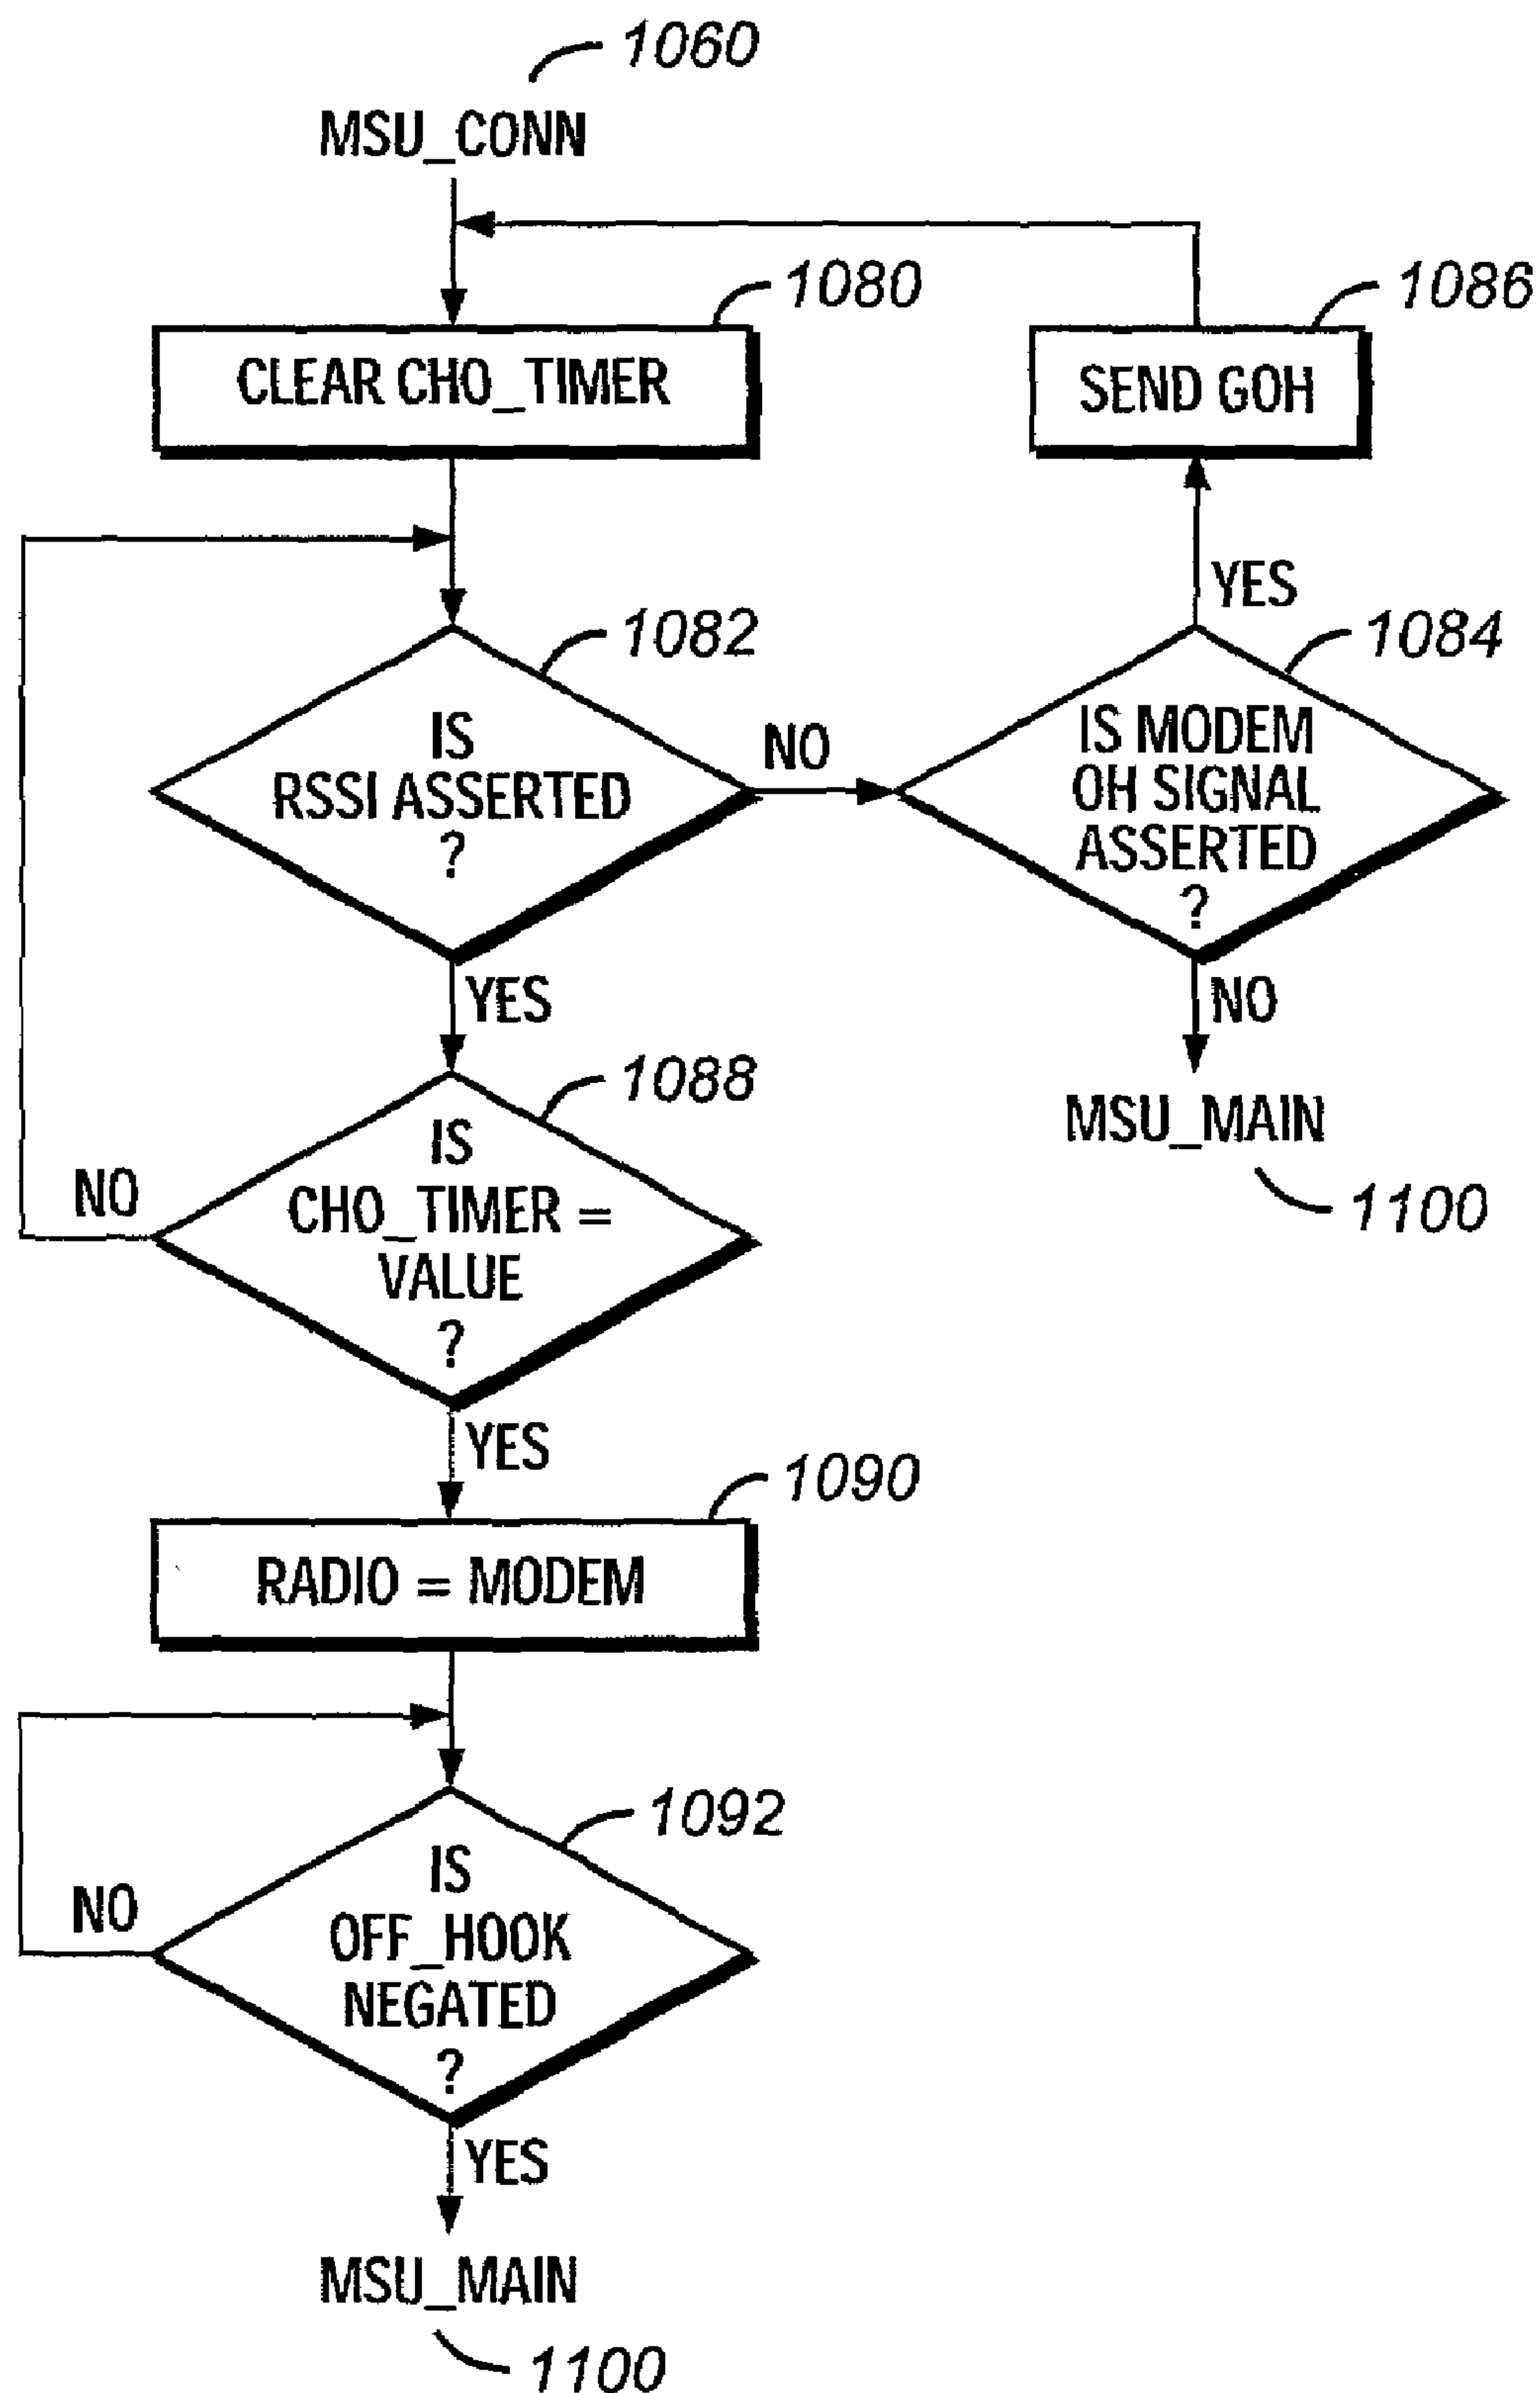 1060
MSU_CONN
1080
CLEAR CHO_TIMER
1086
SEND GOH
YES
1082
IS
RSSI ASSERTED
?
NO
1084
IS MODEM
OH SIGNAL
ASSERTED
?
YES
NO
MSU_MAIN
1100
1088
IS
CHO_TIMER =
VALUE
?
NO
YES
1090
RADIO = MODEM
1092
IS
OFF_HOOK
NEGATED
?
NO
YES
MSU_MAIN
1100